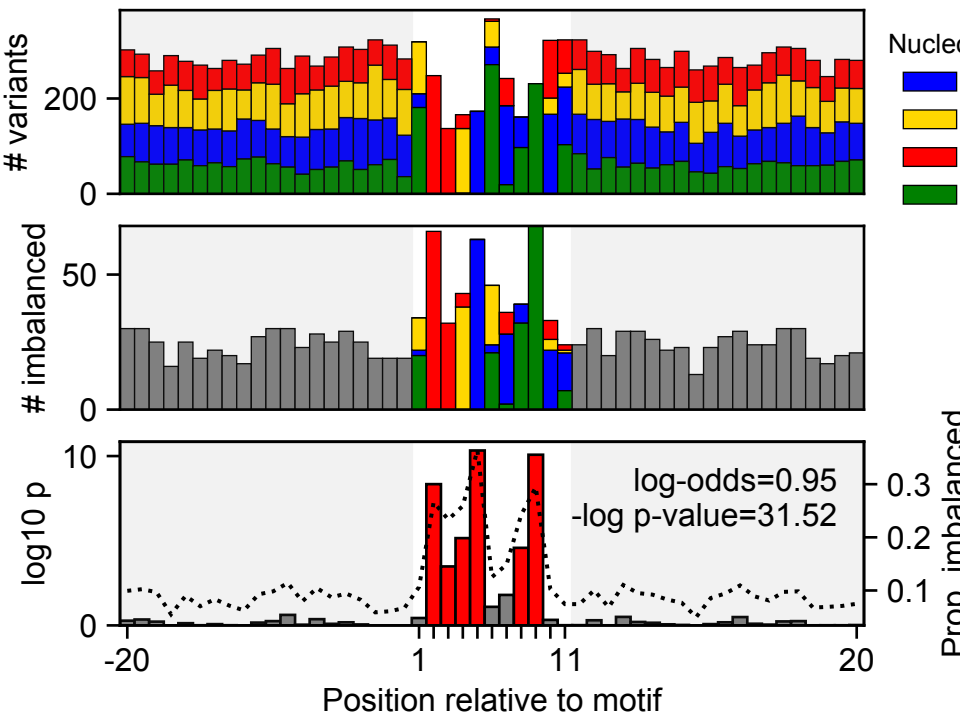 # variants
200
0
Nucleo
# imbalanced
50
0
log10 p
10
0
log-odds=0.95
-log p-value=31.52
0.3
0.2
0.1
Prop. imbalanced
-20
1
11
20
Position relative to motif